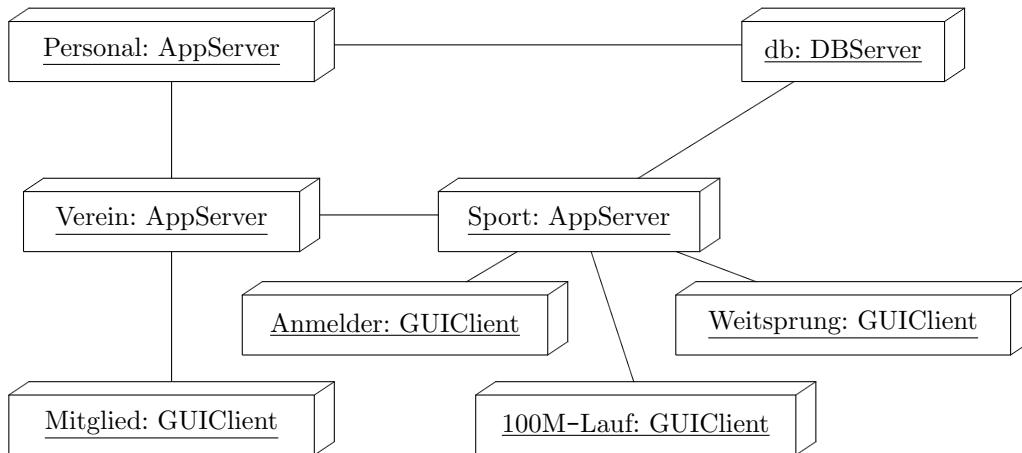 Personal: AppServer
db: DBServer
Verein: AppServer
Sport: AppServer
Anmelder: GUIClient
Weitsprung: GUIClient
Mitglied: GUIClient
100M-Lauf: GUIClient